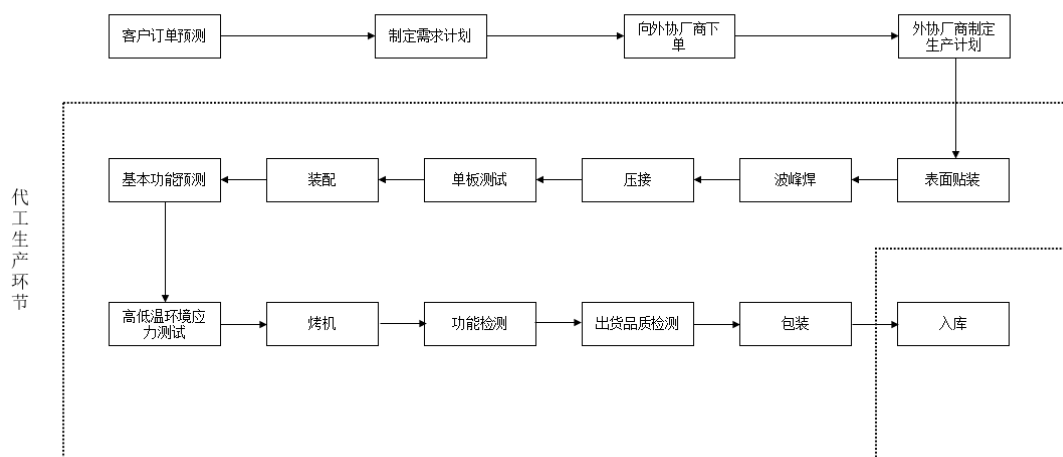 客户订单预测
制定需求计划
向外协厂商下
单
外协厂商制定
生产计划
代工生产环节
基本功能预测
装配
单板测试
压接
波峰焊
表面贴装
高低温环境应
力测试
烤机
功能检测
出货品质检测
包装
入库